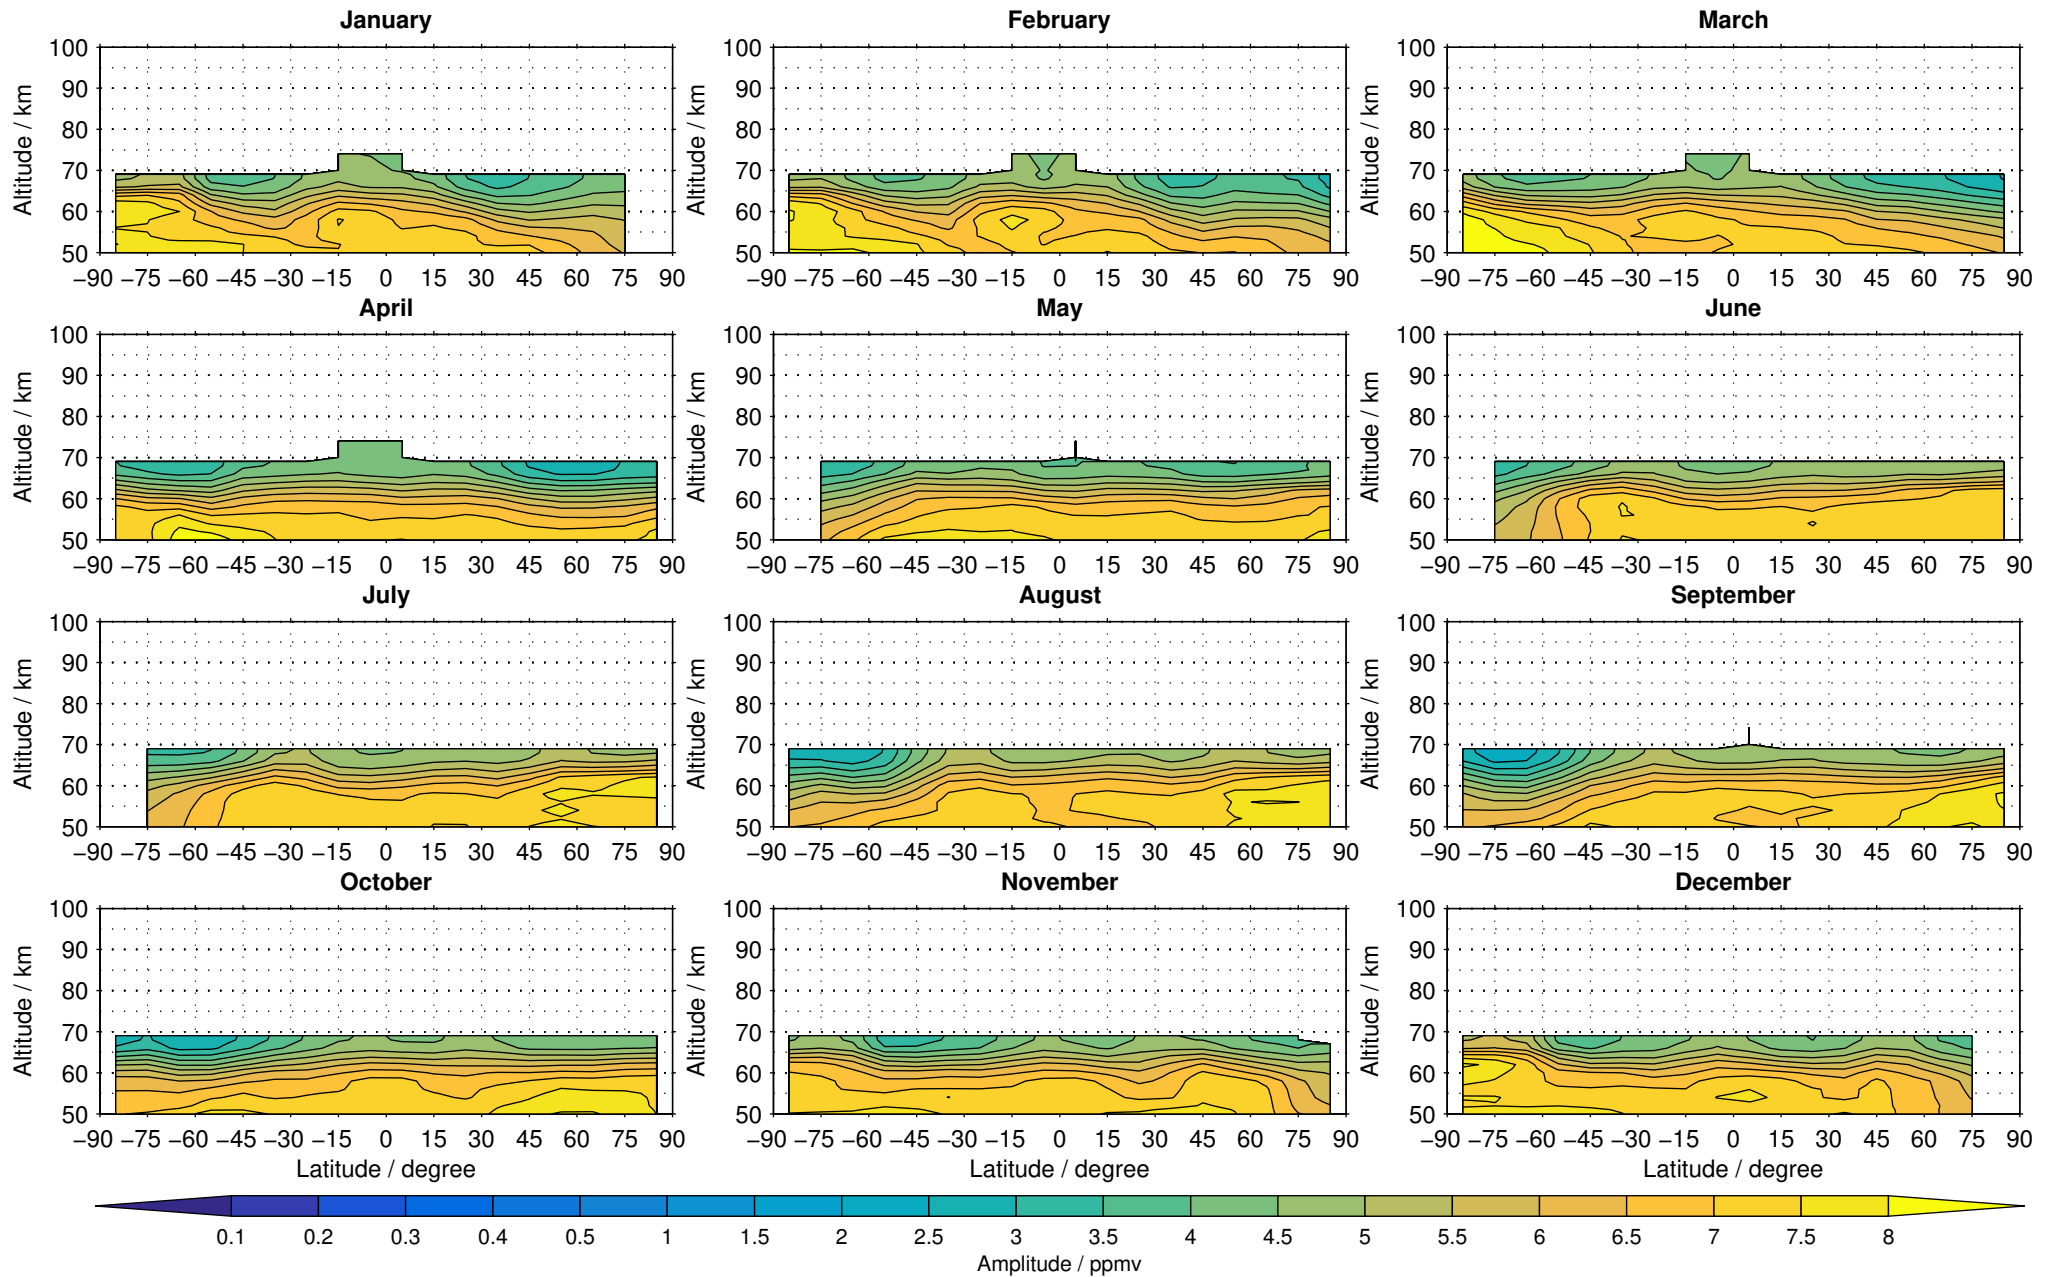 January February March
100 90 80 70 60 50 Altitude / km
−90 −75 −60 −45 −30 −15 0 15 30 45 60 75 90
100 90 80 70 60 50 Altitude / km
−90 −75 −60 −45 −30 −15 0 15 30 45 60 75 90
100 90 80 70 60 50 Altitude / km
−90 −75 −60 −45 −30 −15 0 15 30 45 60 75 90
April May June
100 90 80 70 60 50 Altitude / km
−90 −75 −60 −45 −30 −15 0 15 30 45 60 75 90
100 90 80 70 60 50 Altitude / km
−90 −75 −60 −45 −30 −15 0 15 30 45 60 75 90
100 90 80 70 60 50 Altitude / km
−90 −75 −60 −45 −30 −15 0 15 30 45 60 75 90
July August September
100 90 80 70 60 50 Altitude / km
−90 −75 −60 −45 −30 −15 0 15 30 45 60 75 90
100 90 80 70 60 50 Altitude / km
−90 −75 −60 −45 −30 −15 0 15 30 45 60 75 90
100 90 80 70 60 50 Altitude / km
−90 −75 −60 −45 −30 −15 0 15 30 45 60 75 90
October November December
100 90 80 70 60 50 Altitude / km
−90 −75 −60 −45 −30 −15 0 15 30 45 60 75 90
Latitude / degree
100 90 80 70 60 50 Altitude / km
−90 −75 −60 −45 −30 −15 0 15 30 45 60 75 90
Latitude / degree
100 90 80 70 60 50 Altitude / km
−90 −75 −60 −45 −30 −15 0 15 30 45 60 75 90
Latitude / degree
0.1 0.2 0.3 0.4 0.5 1 1.5 2 2.5 3 3.5 4 4.5 5 5.5 6 6.5 7 7.5 8
Amplitude / ppmv